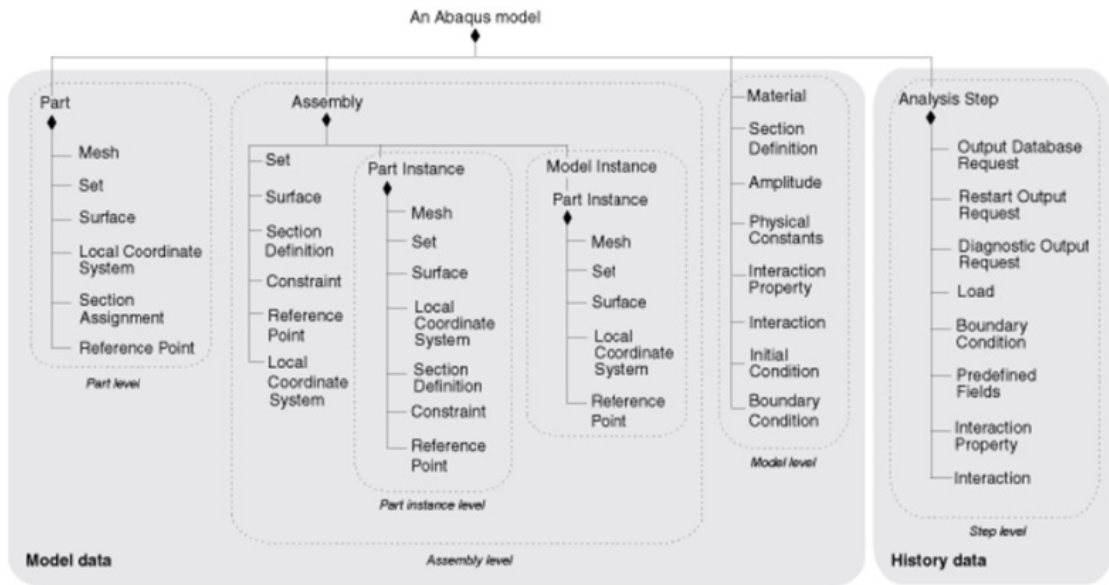 An Abaqus model
Part
Mesh
Set
Surface
Local Coordinate
System
Section
Assignment
Reference Point
Part level
Assembly
Set
Surface
Section
Definition
Constraint
Reference
Point
Local
Coordinate
System
Part Instance
Mesh
Set
Surface
Local
Coordinate
System
Section
Definition
Constraint
Reference
Point
Part instance level
Model Instance
Part Instance
Mesh
Set
Surface
Local
Coordinate
System
Reference
Point
Assembly level
Material
Section
Definition
Amplitude
Physical
Constants
Interaction
Property
Interaction
Initial
Condition
Boundary
Condition
Model level
Model data
Analysis Step
Output Database
Request
Restart Output
Request
Diagnostic Output
Request
Load
Boundary
Condition
Predefined
Fields
Interaction
Property
Interaction
Step level
History data